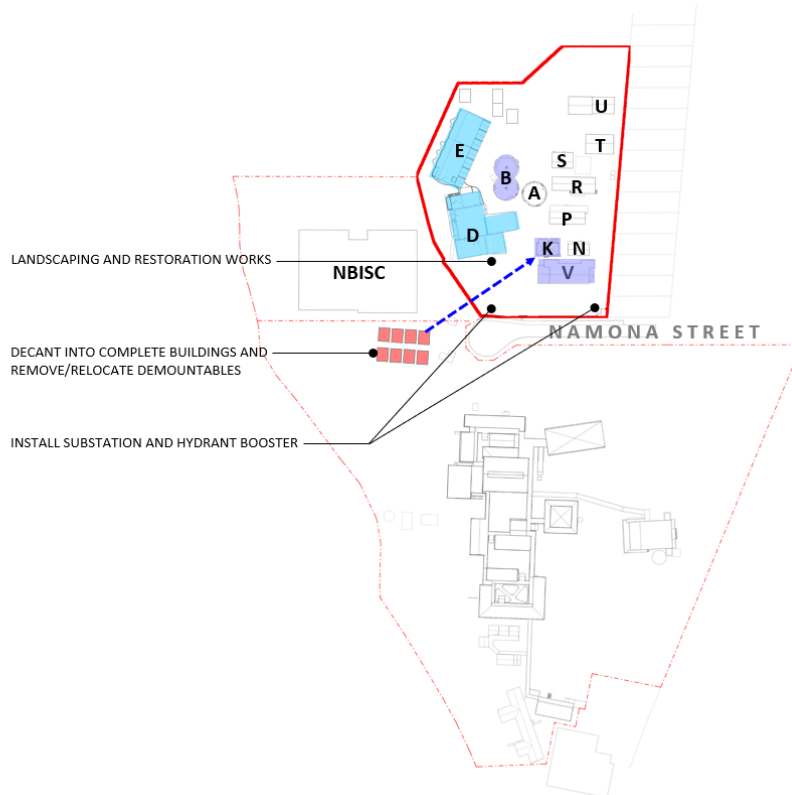 U
T
E
S
B
R
A
P
D
K
N
LANDSCAPING AND RESTORATION WORKS
NBISC
V
NAMONA STREET
DECANT INTO COMPLETE BUILDINGS AND
REMOVE/RELOCATE DEMOUNTABLES
INSTALL SUBSTATION AND HYDRANT BOOSTER